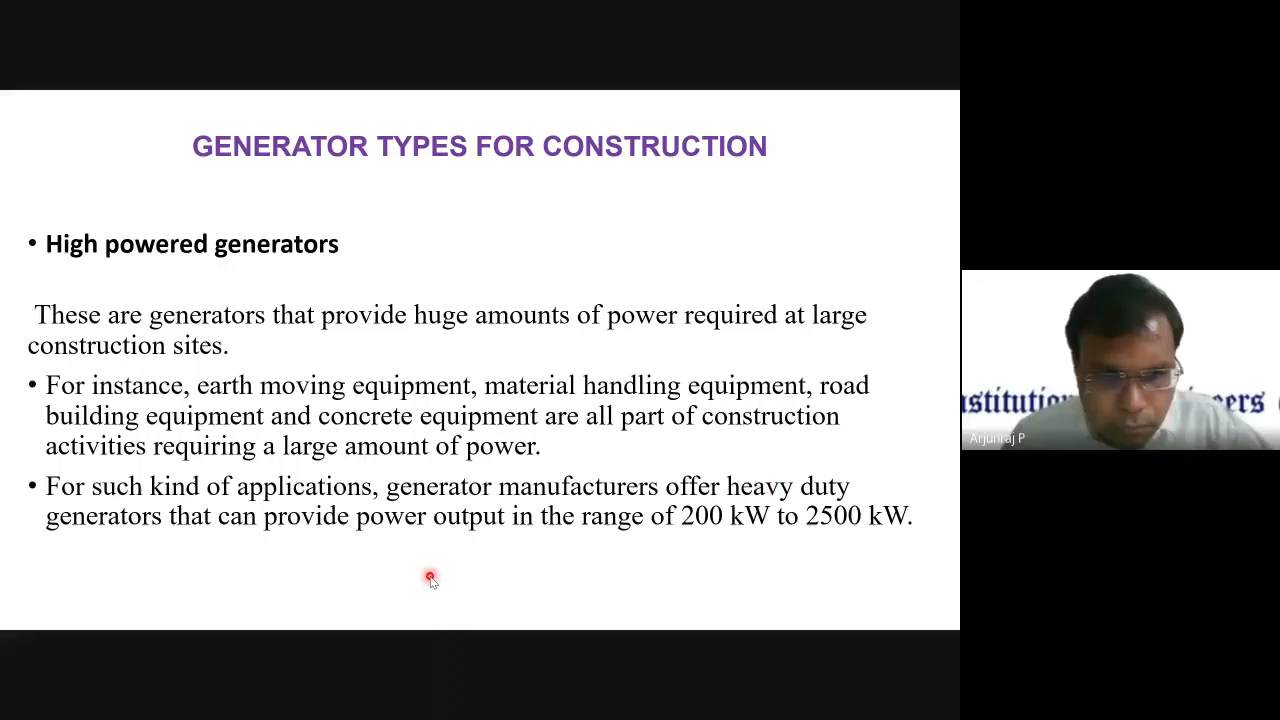 GENERATOR TYPES FOR CONSTRUCTION
• High powered generators
These are generators that provide huge amounts of power required at large
construction sites.
• For instance, earth moving equipment, material handling equipment, road
building equipment and concrete equipment are all part of construction
activities requiring a large amount of power.
• For such kind of applications, generator manufacturers offer heavy duty
generators that can provide power output in the range of 200 kW to 2500 kW.
Arjunraj P